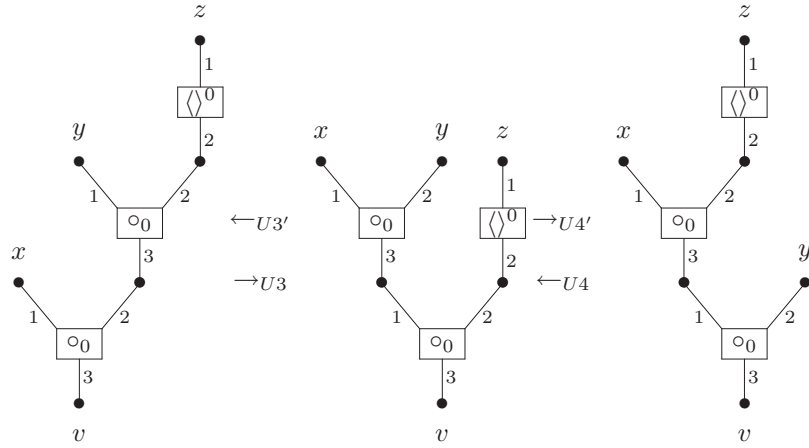 z z
1 1
⟨⟩⁰ ⟨⟩⁰
y 2 x y z x 2
1 2 1 2 1 1 2
∘₀ ←U3′ ∘₀ ⟨⟩⁰ →U4′ ∘₀
x 3 →U3 3 2 ←U4 3 y
1 2 1 2 1 2
∘₀ ∘₀ ∘₀
3 3 3
v v v